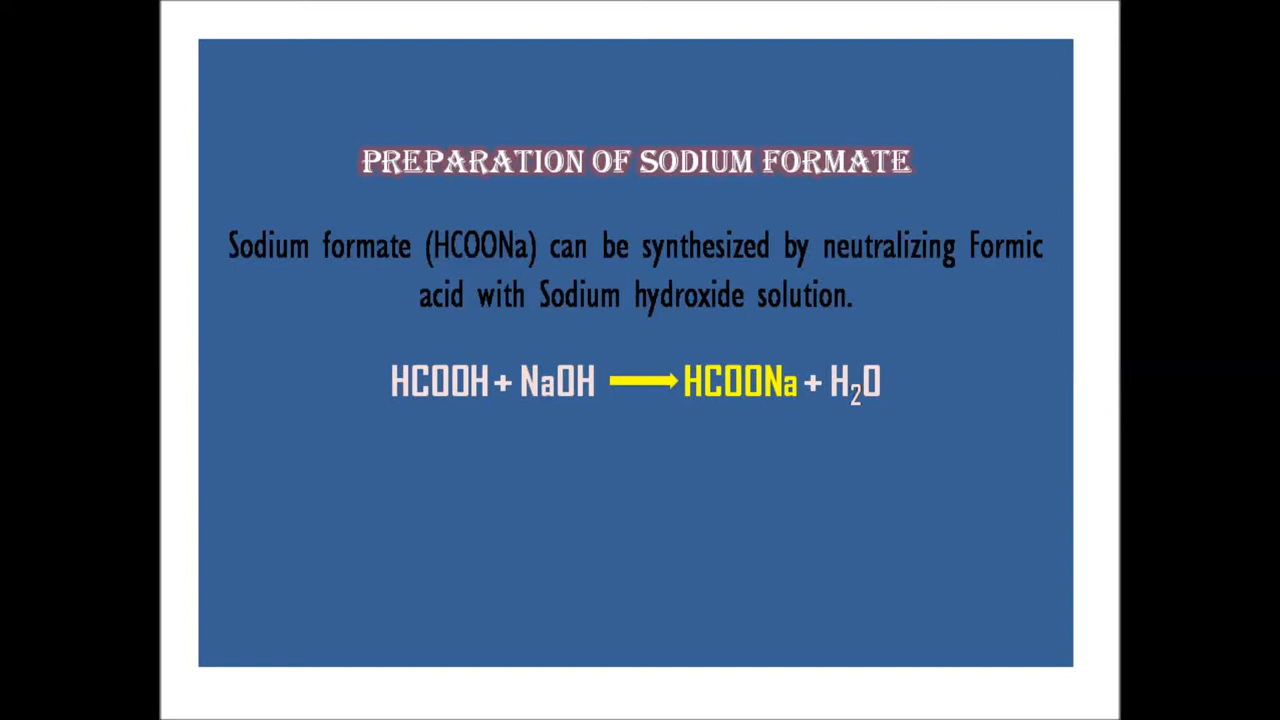 PREPARATION OF SODIUM FORMATE
Sodium formate (HCOONa) can be synthesized by neutralizing Formic
acid with Sodium hydroxide solution.
HCOOH + NaOH → HCOONa + H₂O